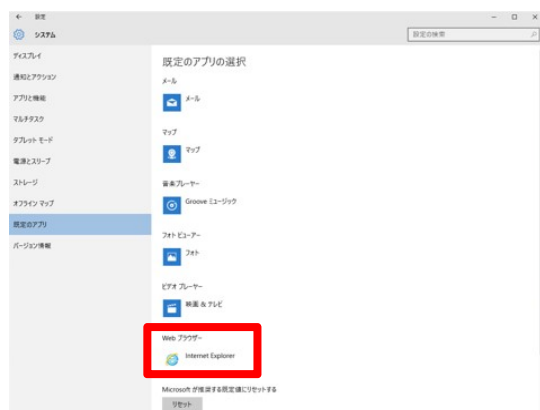 ← 設定
システム
設定の検索
ディスプレイ
通知とアクション
アプリと機能
マルチタスク
タブレット モード
電源とスリープ
ストレージ
オフライン マップ
既定のアプリ
バージョン情報
既定のアプリの選択
メール
メール
マップ
マップ
音楽プレーヤー
Groove ミュージック
フォト ビューアー
フォト
ビデオ プレーヤー
映画 & テレビ
Web ブラウザー
Internet Explorer
Microsoft が推奨する既定値にリセットする
リセット